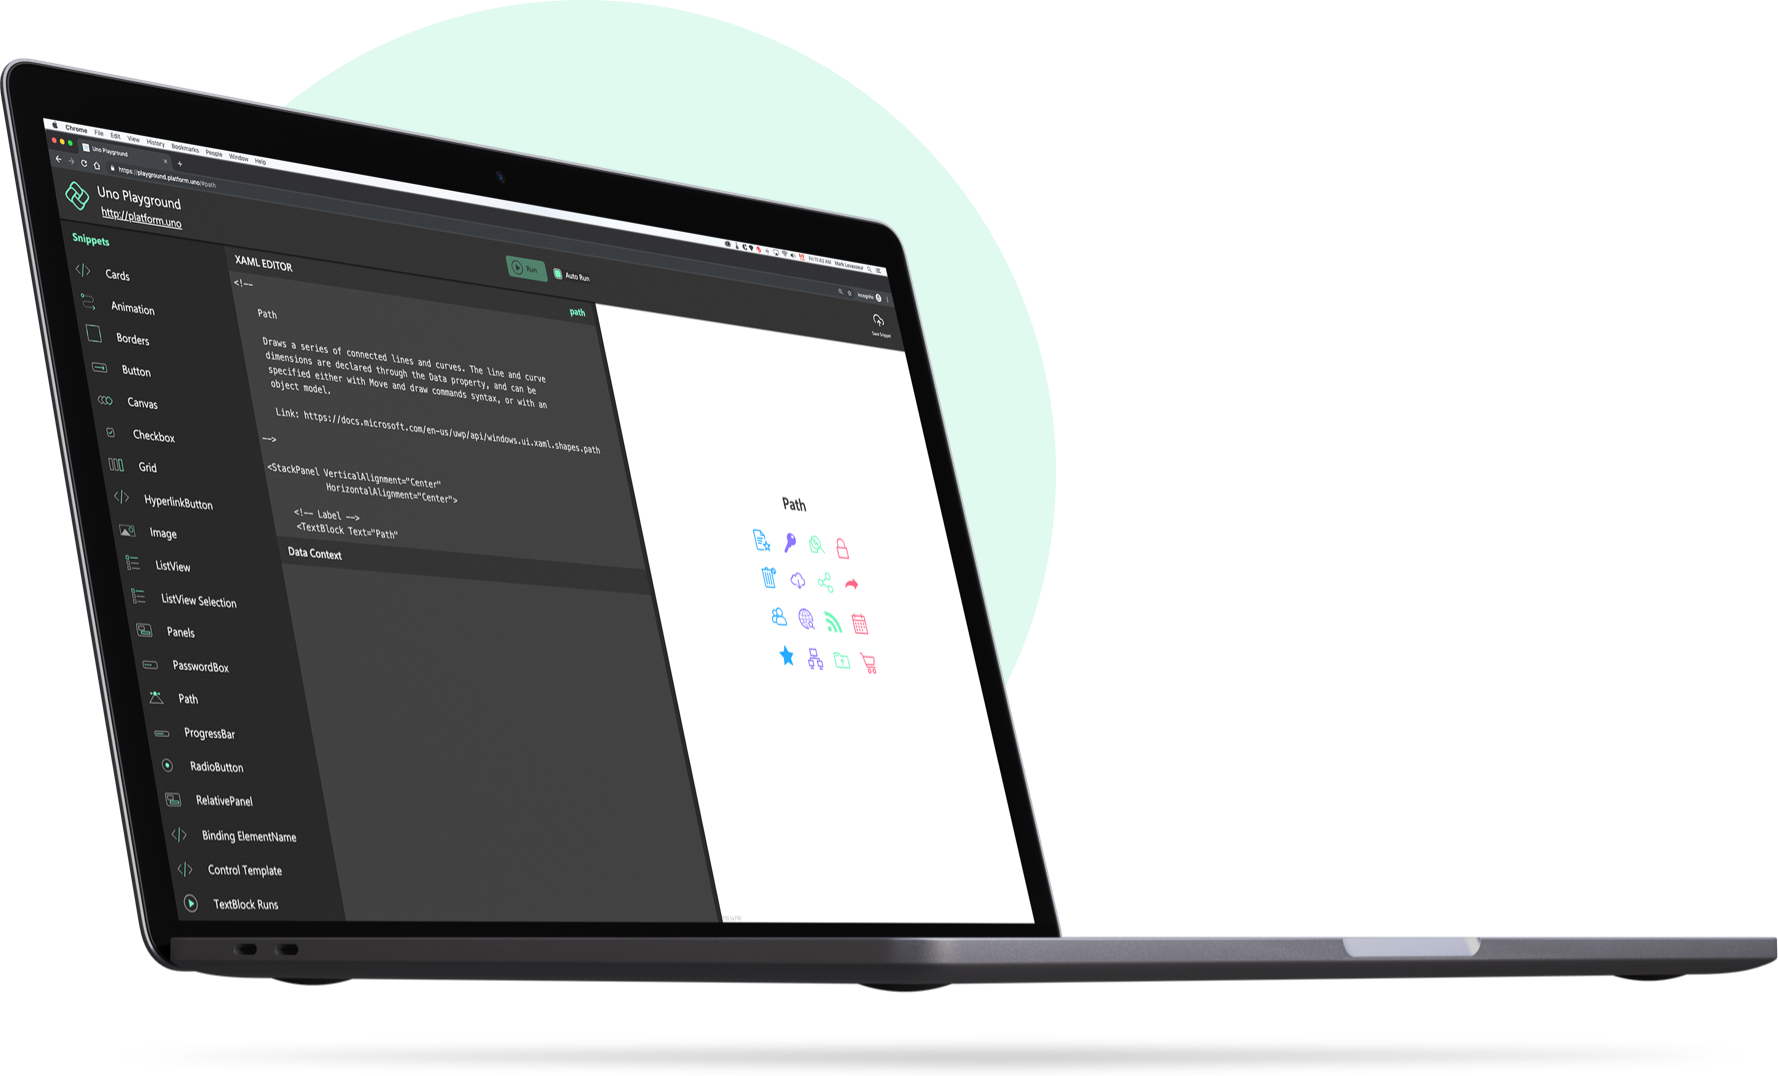 Chrome File Edit View History Bookmarks People Window Help
Fri 11:43 AM Mark Levasseur
Uno Playground
https://playground.platform.uno/#path
Incognito
Uno Playground
http://platform.uno
Save Snippet
Snippets
Cards
Animation
Borders
Button
Canvas
Checkbox
Grid
HyperlinkButton
Image
ListView
ListView Selection
Panels
PasswordBox
Path
ProgressBar
RadioButton
RelativePanel
Binding ElementName
Control Template
TextBlock Runs
XAML EDITOR
Run
Auto Run
path
<!--
Path
Draws a series of connected lines and curves. The line and curve
dimensions are declared through the Data property, and can be
specified either with Move and draw commands syntax, or with an
object model.
Link: https://docs.microsoft.com/en-us/uwp/api/windows.ui.xaml.shapes.path
-->
<StackPanel VerticalAlignment="Center"
HorizontalAlignment="Center">
<!-- Label -->
<TextBlock Text="Path"
Data Context
Path